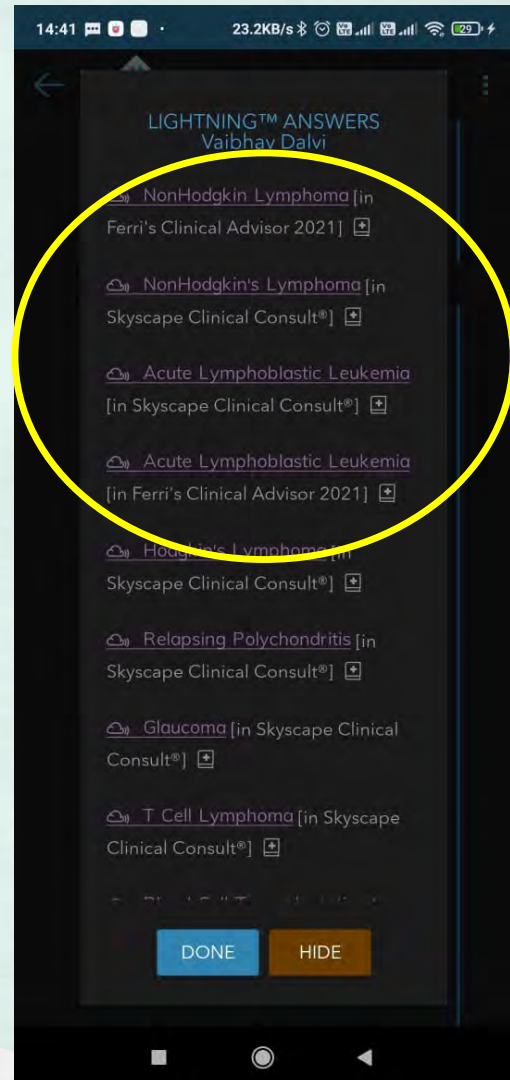 14:41
23.2KB/s
29
LIGHTNING™ ANSWERS
Vaibhav Dalvi
NonHodgkin Lymphoma [in
Ferri's Clinical Advisor 2021]
NonHodgkin's Lymphoma [in
Skyscape Clinical Consult®]
Acute Lymphoblastic Leukemia
[in Skyscape Clinical Consult®]
Acute Lymphoblastic Leukemia
[in Ferri's Clinical Advisor 2021]
Hodgkin's Lymphoma [in
Skyscape Clinical Consult®]
Relapsing Polychondritis [in
Skyscape Clinical Consult®]
Glaucoma [in Skyscape Clinical
Consult®]
T Cell Lymphoma [in Skyscape
Clinical Consult®]
DONE
HIDE